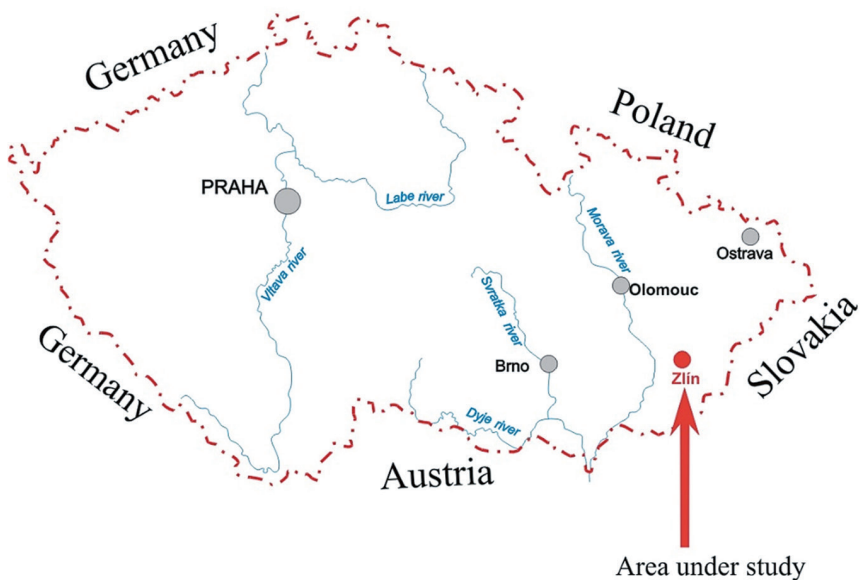 Germany
Poland
PRAHA
Labe river
Morava river
Ostrava
Vltava river
Svratka river
Olomouc
Germany
Slovakia
Brno
Zlín
Dyje river
Austria
Area under study